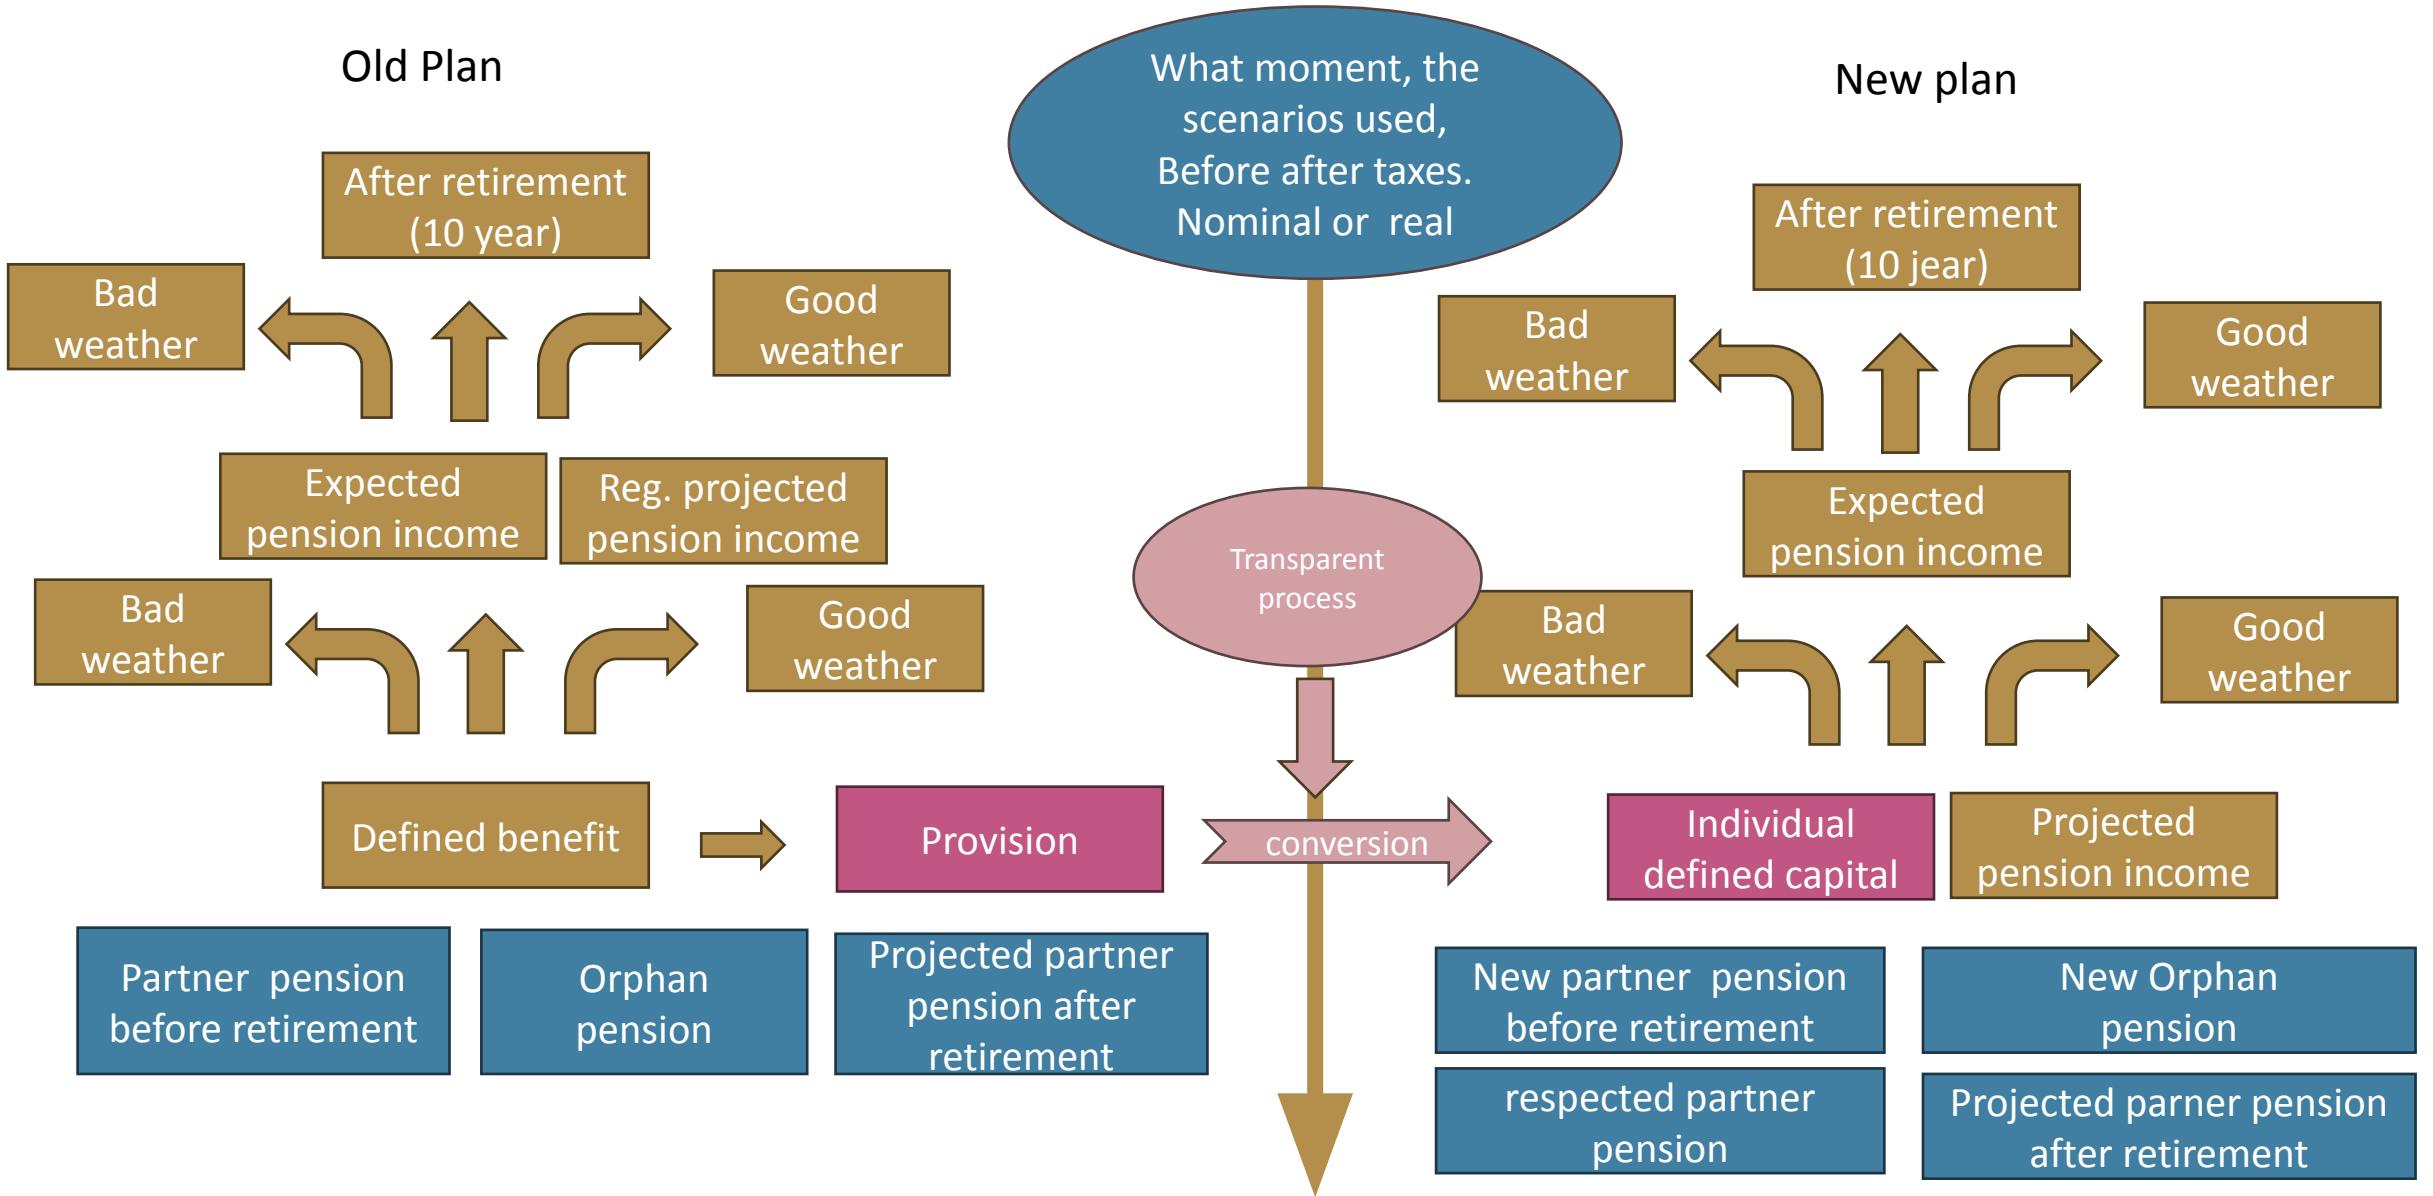 Old Plan
After retirement
(10 year)
Bad
weather
Good
weather
Expected
pension income
Reg. projected
pension income
Bad
weather
Good
weather
Defined benefit
Provision
Partner pension
before retirement
Orphan
pension
Projected partner
pension after
retirement
What moment, the
scenarios used,
Before after taxes.
Nominal or real
Transparent
process
conversion
New plan
After retirement
(10 jear)
Bad
weather
Good
weather
Expected
pension income
Bad
weather
Good
weather
Individual
defined capital
Projected
pension income
New partner pension
before retirement
New Orphan
pension
respected partner
pension
Projected parner pension
after retirement